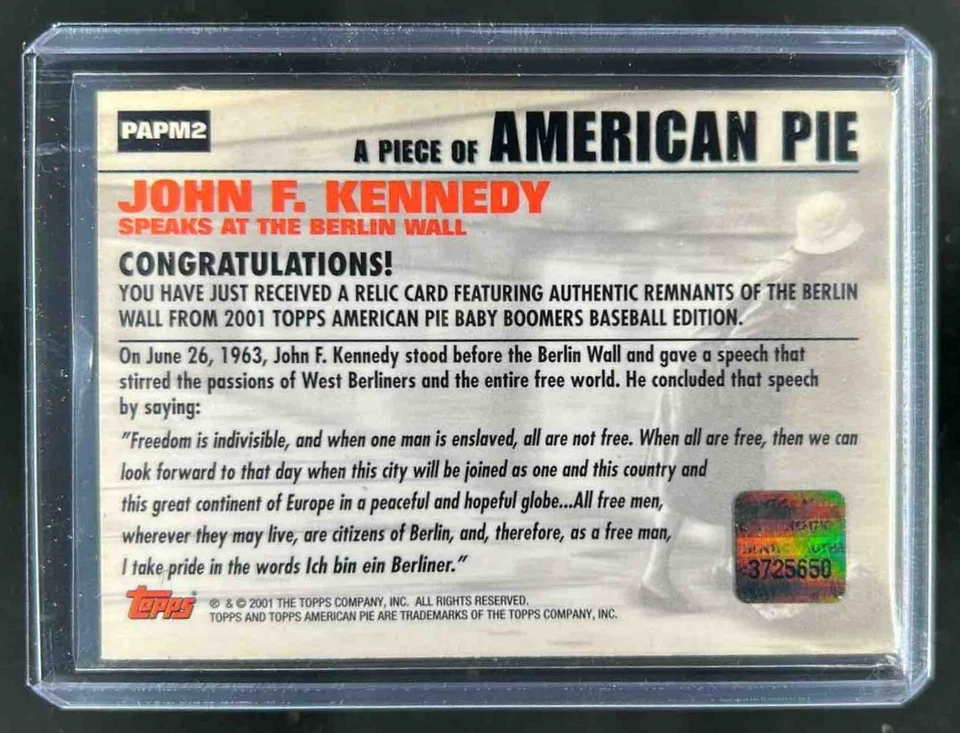 PAPM2
A PIECE OF AMERICAN PIE
JOHN F. KENNEDY
SPEAKS AT THE BERLIN WALL
CONGRATULATIONS!
YOU HAVE JUST RECEIVED A RELIC CARD FEATURING AUTHENTIC REMNANTS OF THE BERLIN
WALL FROM 2001 TOPPS AMERICAN PIE BABY BOOMERS BASEBALL EDITION.
On June 26, 1963, John F. Kennedy stood before the Berlin Wall and gave a speech that
stirred the passions of West Berliners and the entire free world. He concluded that speech
by saying:
"Freedom is indivisible, and when one man is enslaved, all are not free. When all are free, then we can
look forward to that day when this city will be joined as one and this country and
this great continent of Europe in a peaceful and hopeful globe...All free men,
wherever they may live, are citizens of Berlin, and, therefore, as a free man,
I take pride in the words Ich bin ein Berliner."
3725650
Topps
® & © 2001 THE TOPPS COMPANY, INC. ALL RIGHTS RESERVED.
TOPPS AND TOPPS AMERICAN PIE ARE TRADEMARKS OF THE TOPPS COMPANY, INC.